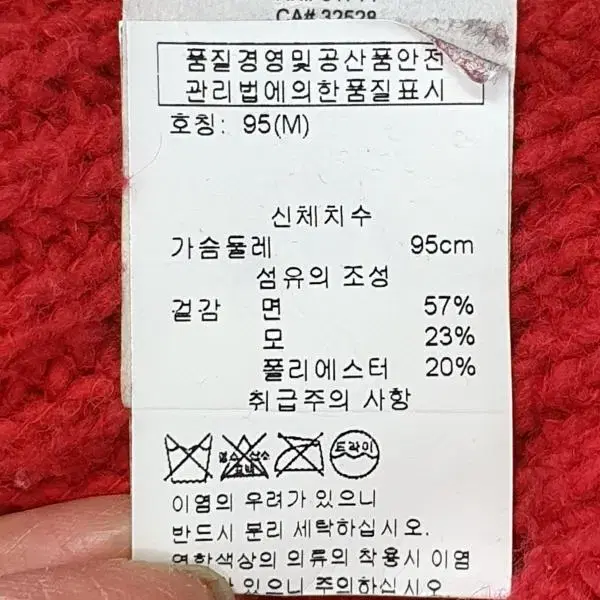 CA# 32528
품질경영및공산품안전
관리법에의한품질표시
호칭: 95(M)
신체치수
가슴둘레 95cm
섬유의 조성
겉감 면 57%
모 23%
폴리에스터 20%
취급주의 사항
드라이
이염의 우려가 있으니
반드시 분리 세탁하십시오.
연한색상의 의류의 착용시 이염
가 있으니 주의하십시오